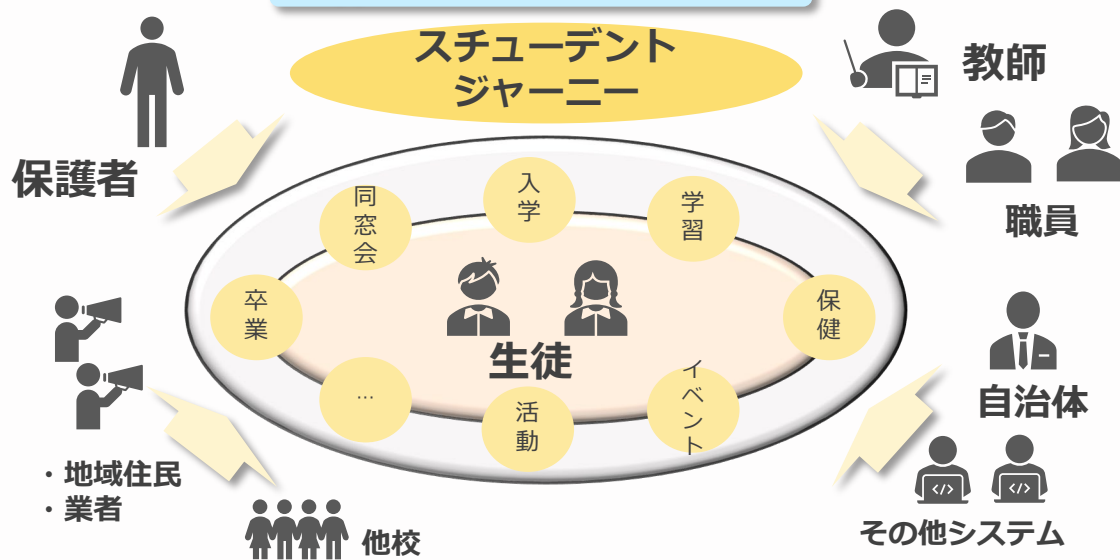 スチューデント
ジャーニー
教師
保護者
職員
入学
同窓会
学習
卒業
保健
生徒
…
活動
イベント
自治体
・地域住民
・業者
他校
その他システム